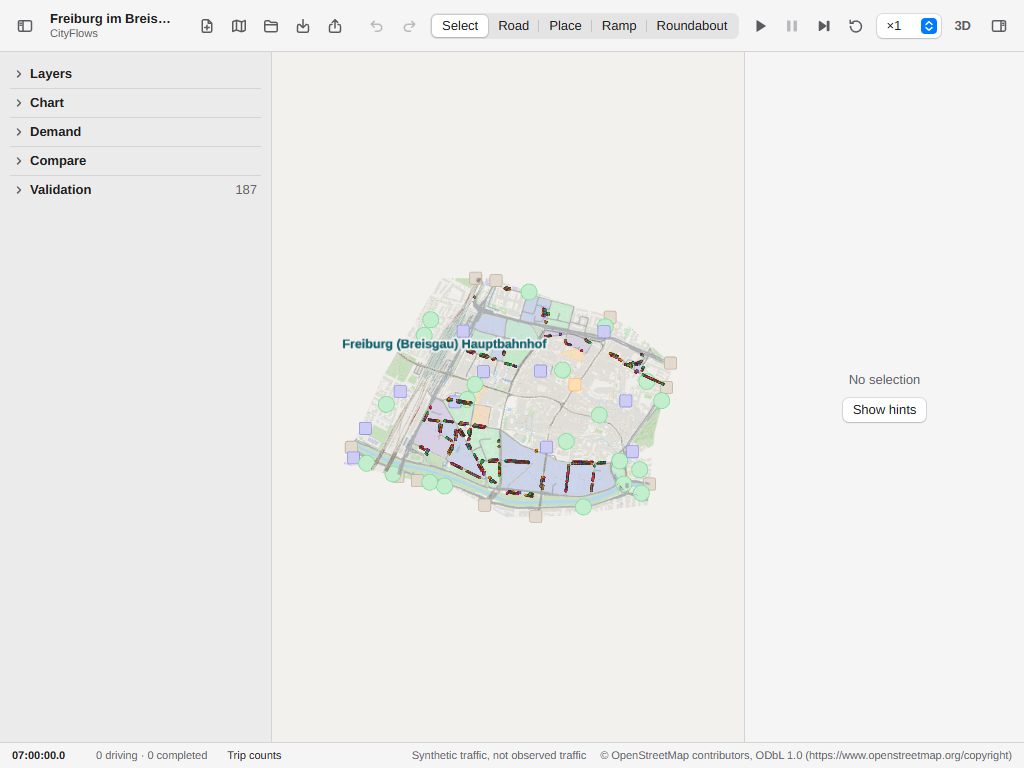 Freiburg im Breis…
CityFlows
Select
Road
Place
Ramp
Roundabout
×1
3D
Layers
Chart
Demand
Compare
Validation 187
Freiburg (Breisgau) Hauptbahnhof
No selection
Show hints
07:00:00.0
0 driving · 0 completed
Trip counts
Synthetic traffic, not observed traffic
© OpenStreetMap contributors, ODbL 1.0 (https://www.openstreetmap.org/copyright)